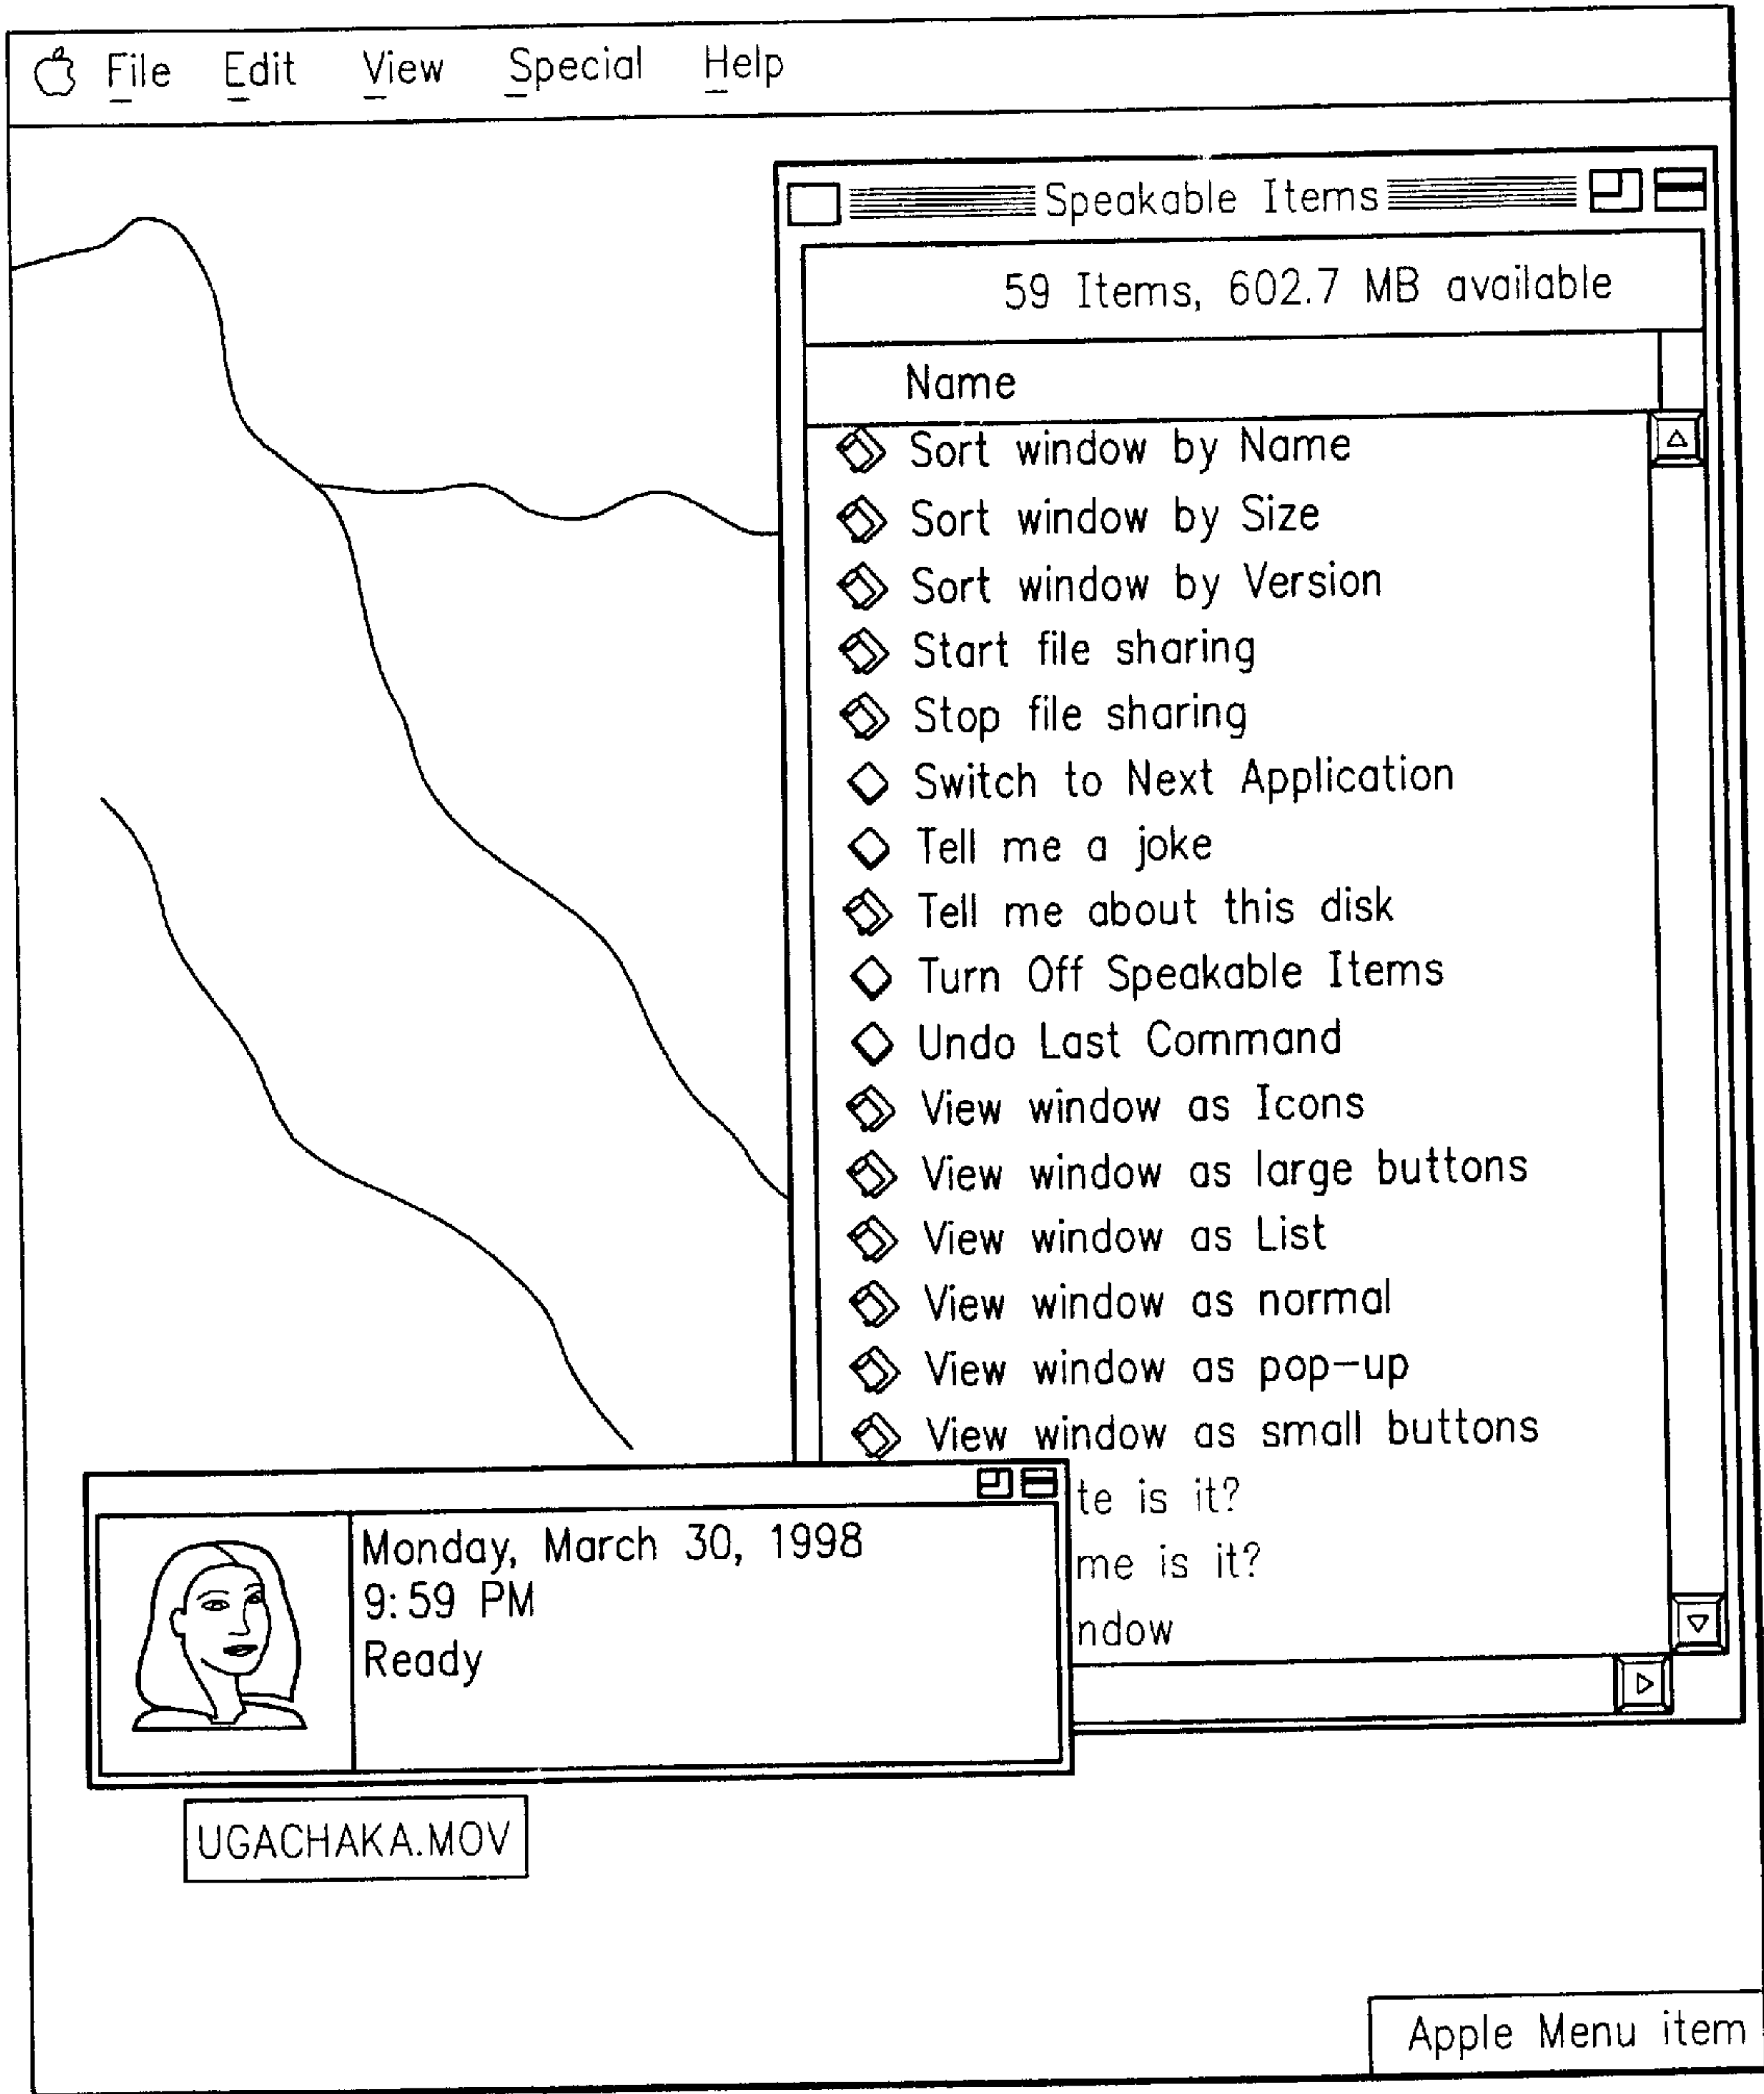 File Edit View Special Help
Speakable Items
59 Items, 602.7 MB available
Name
Sort window by Name
Sort window by Size
Sort window by Version
Start file sharing
Stop file sharing
Switch to Next Application
Tell me a joke
Tell me about this disk
Turn Off Speakable Items
Undo Last Command
View window as Icons
View window as large buttons
View window as List
View window as normal
View window as pop-up
View window as small buttons
te is it?
me is it?
ndow
Monday, March 30, 1998
9:59 PM
Ready
UGACHAKA.MOV
Apple Menu item